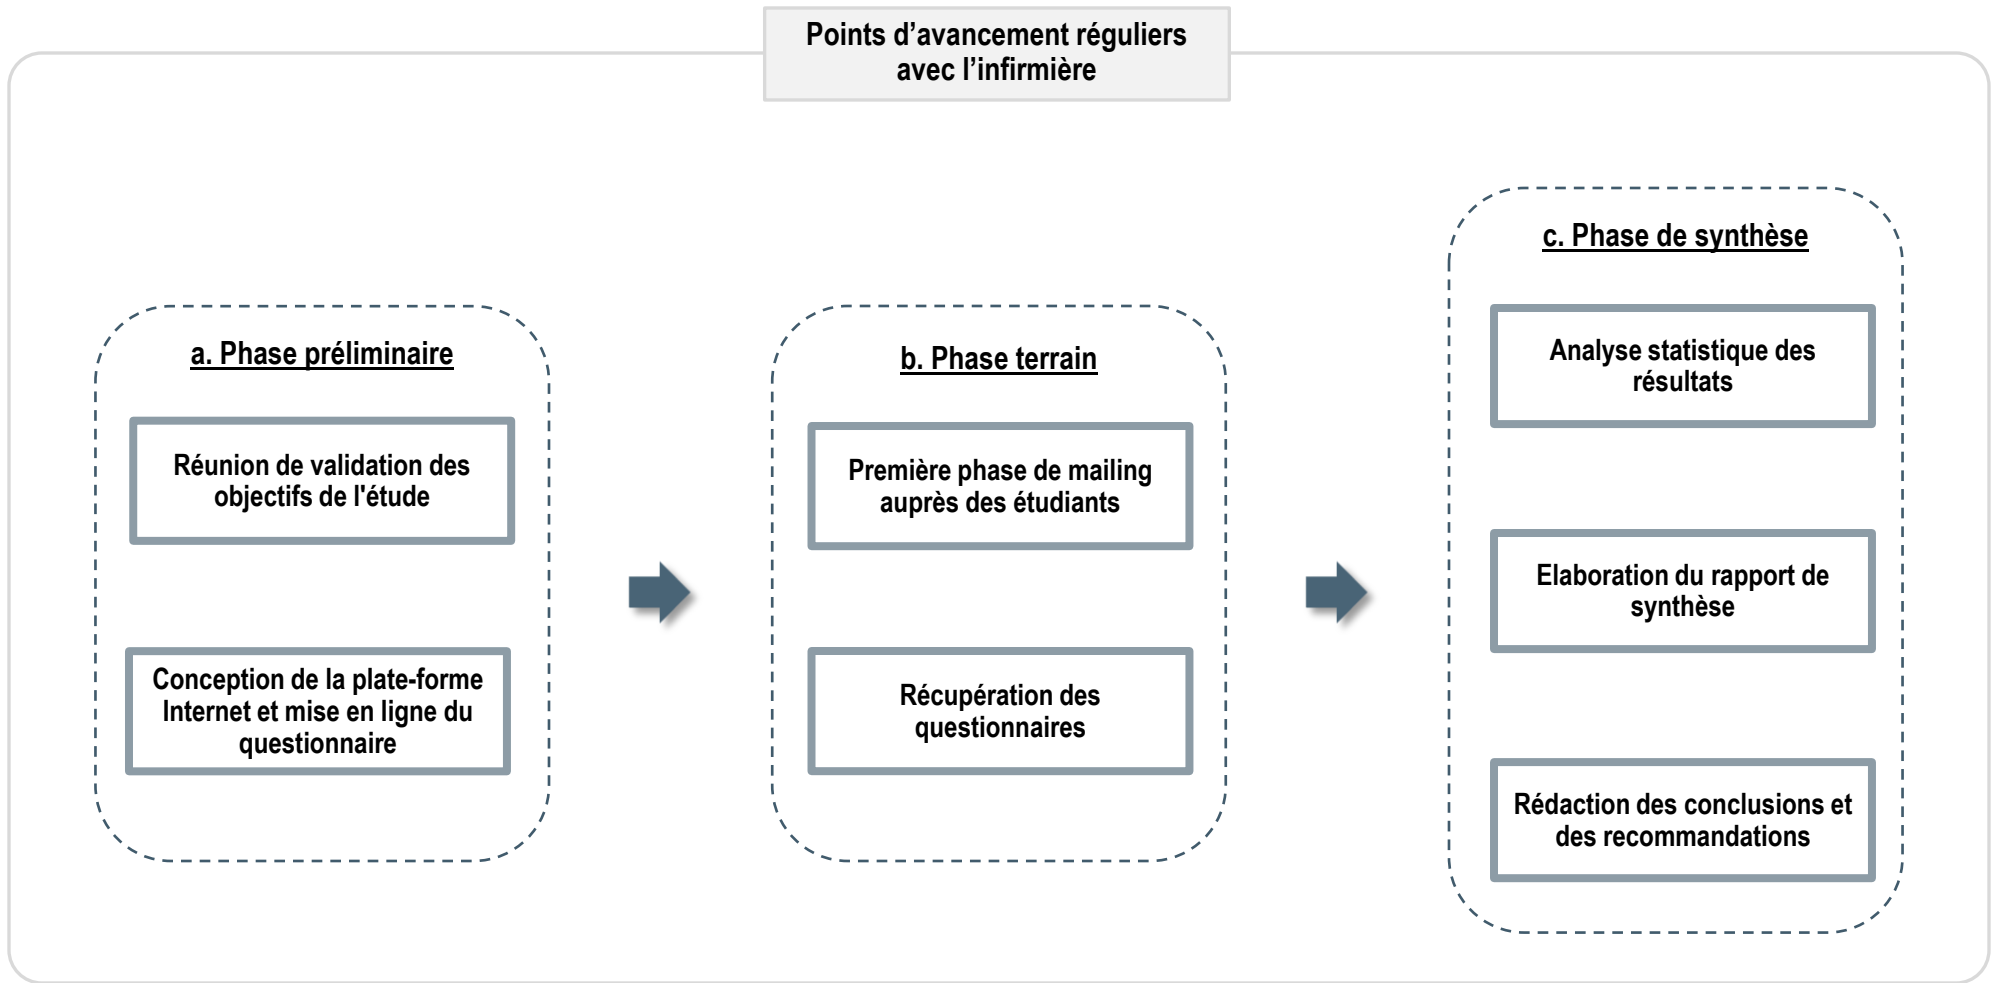 Points d’avancement réguliers
avec l’infirmière
a. Phase préliminaire
Réunion de validation des
objectifs de l'étude
Conception de la plate-forme
Internet et mise en ligne du
questionnaire
b. Phase terrain
Première phase de mailing
auprès des étudiants
Récupération des
questionnaires
c. Phase de synthèse
Analyse statistique des
résultats
Elaboration du rapport de
synthèse
Rédaction des conclusions et
des recommandations